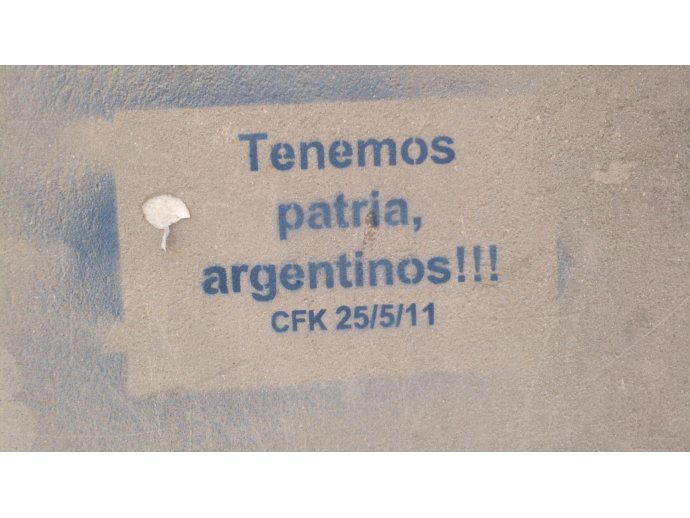 Tenemos
patria,
argentinos!!!
CFK 25/5/11